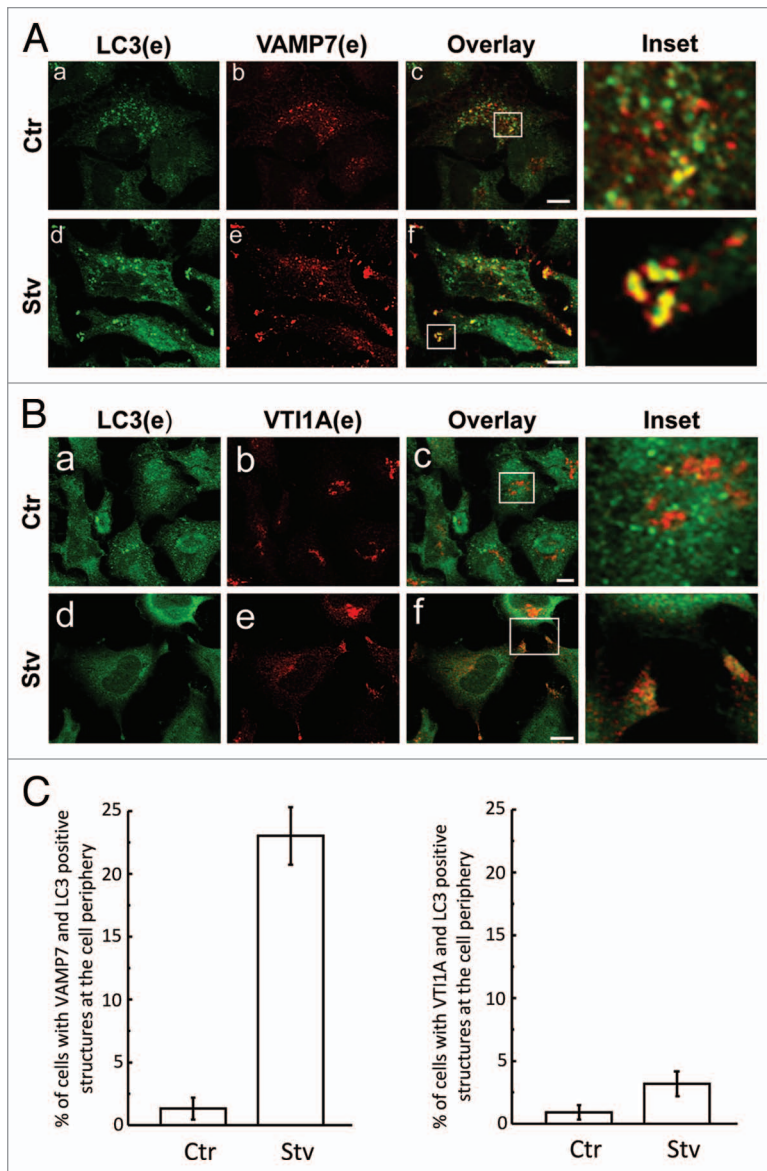 A
LC3(e) VAMP7(e) Overlay Inset
Ctr
a b c
Stv
d e f
B
LC3(e) VTI1A(e) Overlay Inset
Ctr
a b c
Stv
d e f
C
% of cells with VAMP7 and LC3 positive
structures at the cell periphery
25
20
15
10
5
0
Ctr Stv
% of cells with VTI1A and LC3 positive
structures at the cell periphery
25
20
15
10
5
0
Ctr Stv